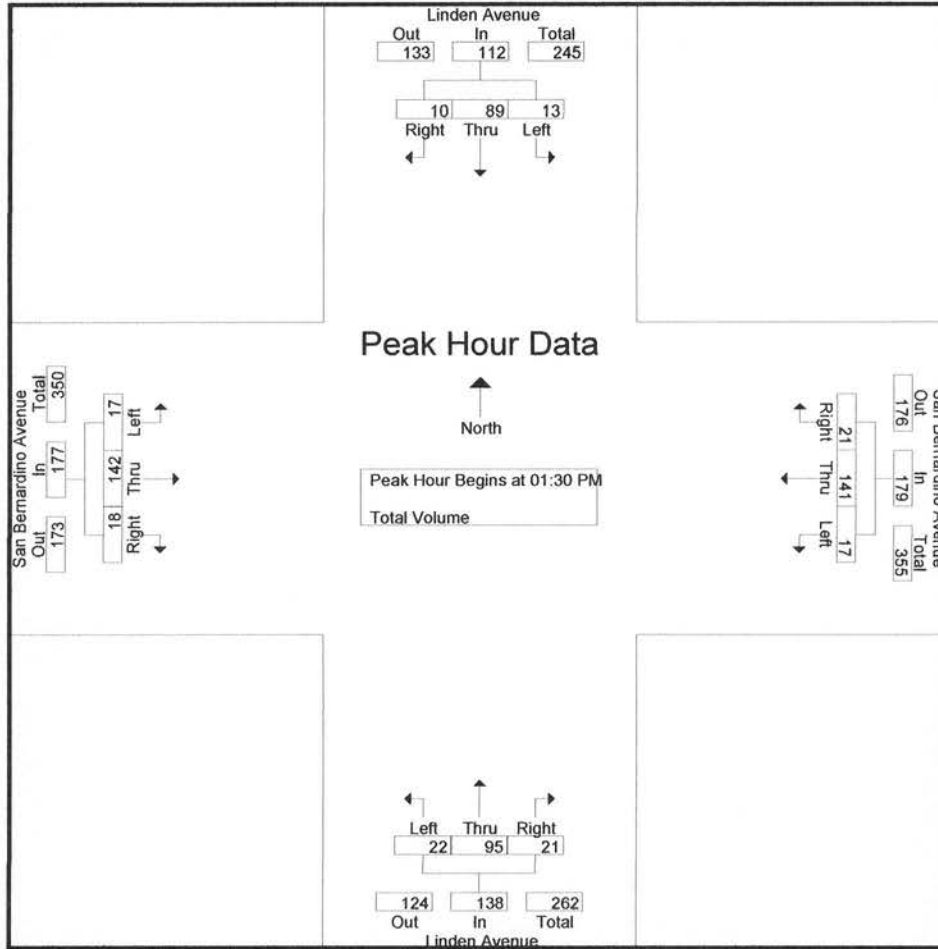 Linden Avenue
Out In Total
133 112 245
10 89 13
Right Thru Left
Peak Hour Data
North
Peak Hour Begins at 01:30 PM
Total Volume
San Bernardino Avenue
Out In Total
173 177 350
17 142 18
Left Thru Right
San Bernardino Avenue
Out In Total
176 179 355
21 141 17
Right Thru Left
Left Thru Right
22 95 21
124 138 262
Out In Total
Linden Avenue